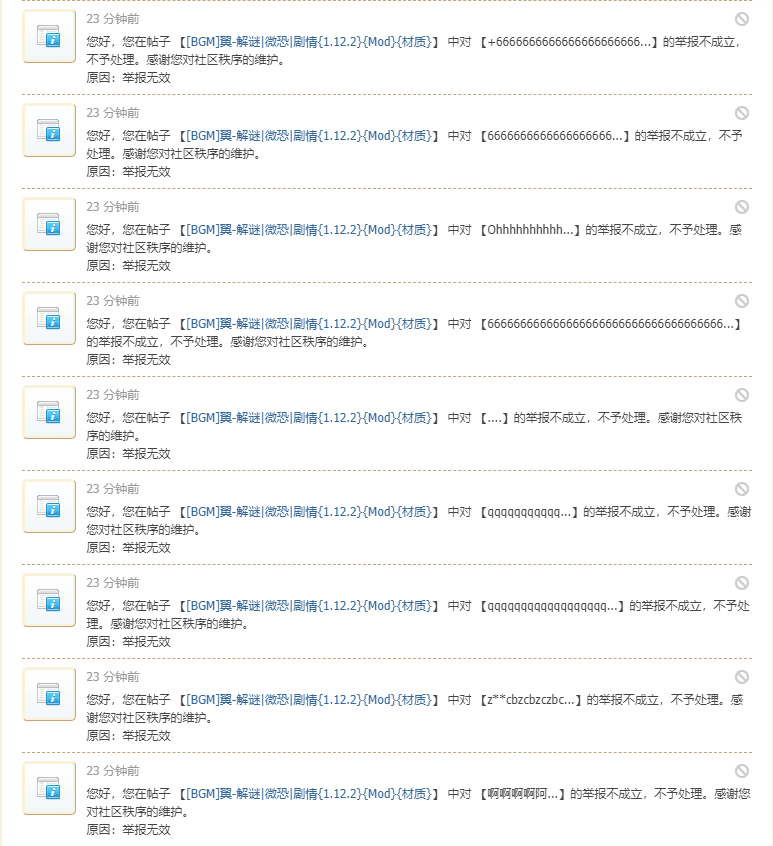 23 分钟前
您好，您在帖子 【[BGM]翼-解谜|微恐|剧情{1.12.2}{Mod}{材质}】 中对 【+6666666666666666666666...】的举报不成立，
不予处理。感谢您对社区秩序的维护。
原因：举报无效
23 分钟前
您好，您在帖子 【[BGM]翼-解谜|微恐|剧情{1.12.2}{Mod}{材质}】 中对 【6666666666666666666...】的举报不成立，不予
处理。感谢您对社区秩序的维护。
原因：举报无效
23 分钟前
您好，您在帖子 【[BGM]翼-解谜|微恐|剧情{1.12.2}{Mod}{材质}】 中对 【Ohhhhhhhhhh...】的举报不成立，不予处理。感
谢您对社区秩序的维护。
原因：举报无效
23 分钟前
您好，您在帖子 【[BGM]翼-解谜|微恐|剧情{1.12.2}{Mod}{材质}】 中对 【666666666666666666666666666666666666...】
的举报不成立，不予处理。感谢您对社区秩序的维护。
原因：举报无效
23 分钟前
您好，您在帖子 【[BGM]翼-解谜|微恐|剧情{1.12.2}{Mod}{材质}】 中对 【....】的举报不成立，不予处理。感谢您对社区秩
序的维护。
原因：举报无效
23 分钟前
您好，您在帖子 【[BGM]翼-解谜|微恐|剧情{1.12.2}{Mod}{材质}】 中对 【qqqqqqqqqqq...】的举报不成立，不予处理。感谢
您对社区秩序的维护。
原因：举报无效
23 分钟前
您好，您在帖子 【[BGM]翼-解谜|微恐|剧情{1.12.2}{Mod}{材质}】 中对 【qqqqqqqqqqqqqqqqqq...】的举报不成立，不予处
理。感谢您对社区秩序的维护。
原因：举报无效
23 分钟前
您好，您在帖子 【[BGM]翼-解谜|微恐|剧情{1.12.2}{Mod}{材质}】 中对 【z**cbzcbzczbc...】的举报不成立，不予处理。感
谢您对社区秩序的维护。
原因：举报无效
23 分钟前
您好，您在帖子 【[BGM]翼-解谜|微恐|剧情{1.12.2}{Mod}{材质}】 中对 【啊啊啊啊阿...】的举报不成立，不予处理。感谢您
对社区秩序的维护。
原因：举报无效